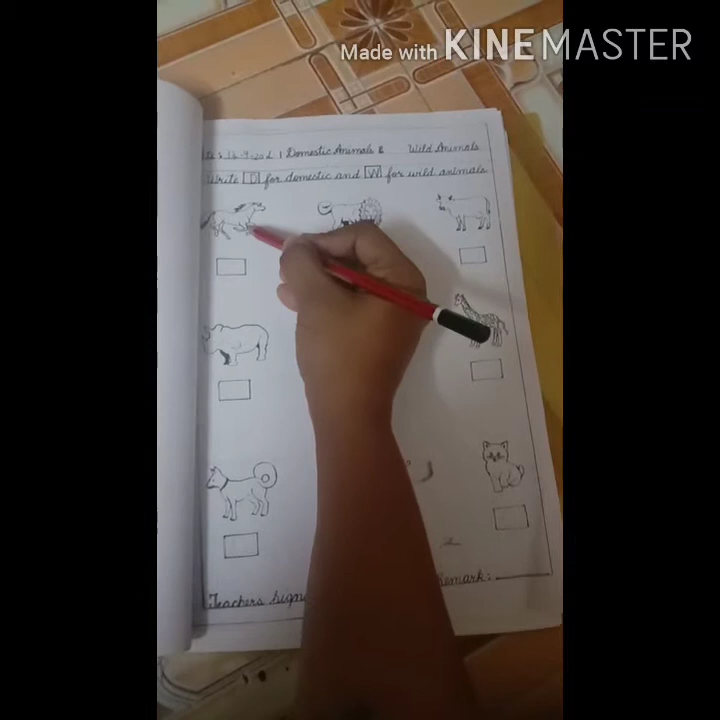 Made with KINEMASTER
Domestic Animals & Wild Animals
Write D for domestic and W for wild animals
Teachers Sign
Remark: